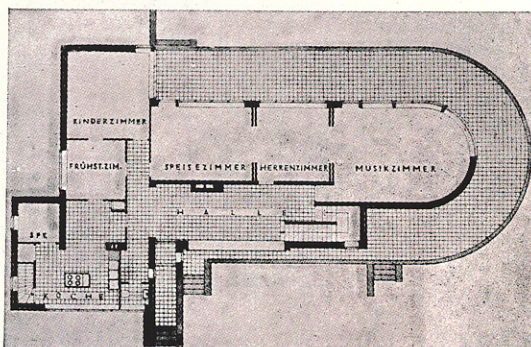 KINDERZIMMER
FRÜHST.ZIM.
SPEISEZIMMER HERRENZIMMER MUSIKZIMMER
HALLE
SPK
KÜCHE